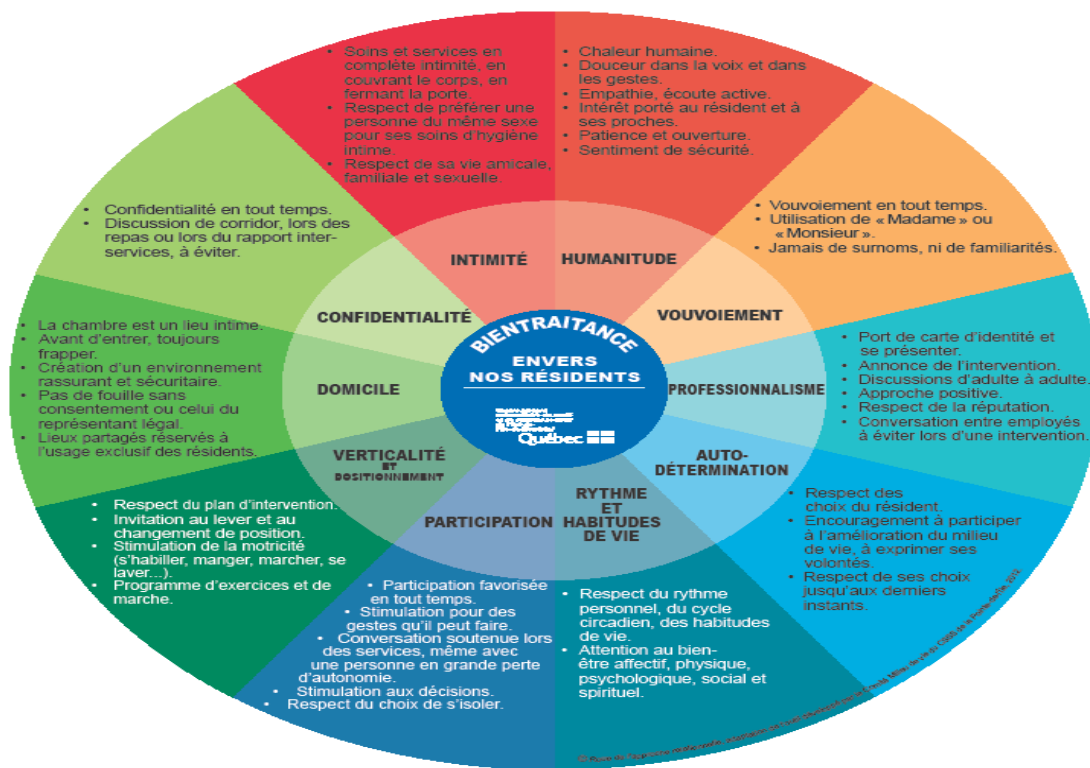 BIENTRAITANCE
ENVERS
NOS RÉSIDENTS
Québec
HUMANITUDE
• Chaleur humaine.
• Douceur dans la voix et dans
les gestes.
• Empathie, écoute active.
• Intérêt porté au résident et à
ses proches.
• Patience et ouverture.
• Sentiment de sécurité.
VOUVOIEMENT
• Vouvoiement en tout temps.
• Utilisation de « Madame » ou
« Monsieur ».
• Jamais de surnoms, ni de familiarités.
PROFESSIONNALISME
• Port de carte d'identité et
se présenter.
• Annonce de l'intervention.
• Discussions d'adulte à adulte.
• Approche positive.
• Respect de la réputation.
• Conversation entre employés
à éviter lors d'une intervention.
AUTO-
DÉTERMINATION
• Respect des
choix du résident.
• Encouragement à participer
à l'amélioration du milieu
de vie, à exprimer ses
volontés.
• Respect de ses choix
jusqu'aux derniers
instants.
RYTHME
ET
HABITUDES
DE VIE
• Respect du rythme
personnel, du cycle
circadien, des habitudes
de vie.
• Attention au bien-
être affectif, physique,
psychologique, social et
spirituel.
PARTICIPATION
• Participation favorisée
en tout temps.
• Stimulation pour des
gestes qu'il peut faire.
• Conversation soutenue lors
des services, même avec
une personne en grande perte
d'autonomie.
• Stimulation aux décisions.
• Respect du choix de s'isoler.
VERTICALITÉ
ET
POSITIONNEMENT
• Respect du plan d'intervention.
• Invitation au lever et au
changement de position.
• Stimulation de la motricité
(s'habiller, manger, marcher, se
laver...).
• Programme d'exercices et de
marche.
DOMICILE
• La chambre est un lieu intime.
• Avant d'entrer, toujours
frapper.
• Création d'un environnement
rassurant et sécuritaire.
• Pas de fouille sans
consentement ou celui du
représentant légal.
• Lieux partagés réservés à
l'usage exclusif des résidents.
CONFIDENTIALITÉ
• Confidentialité en tout temps.
• Discussion de corridor, lors des
repas ou lors du rapport inter-
services, à éviter.
INTIMITÉ
• Soins et services en
complète intimité, en
couvrant le corps, en
fermant la porte.
• Respect de préférer une
personne du même sexe
pour ses soins d'hygiène
intime.
• Respect de sa vie amicale,
familiale et sexuelle.